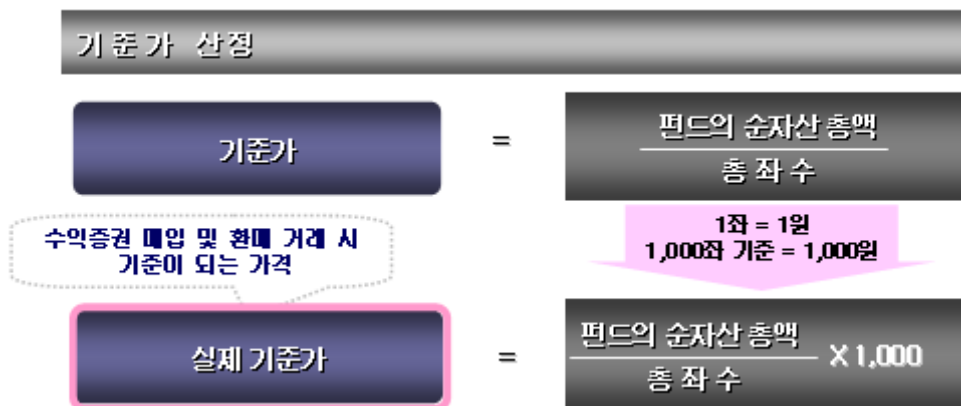 기준가 산정
기준가
=
펀드의 순자산 총액
총 좌 수
수익증권 매입 및 환매 거래 시
기준이 되는 가격
1좌 = 1원
1,000좌 기준 = 1,000원
실제 기준가
=
펀드의 순자산 총액
총 좌 수
X 1,000